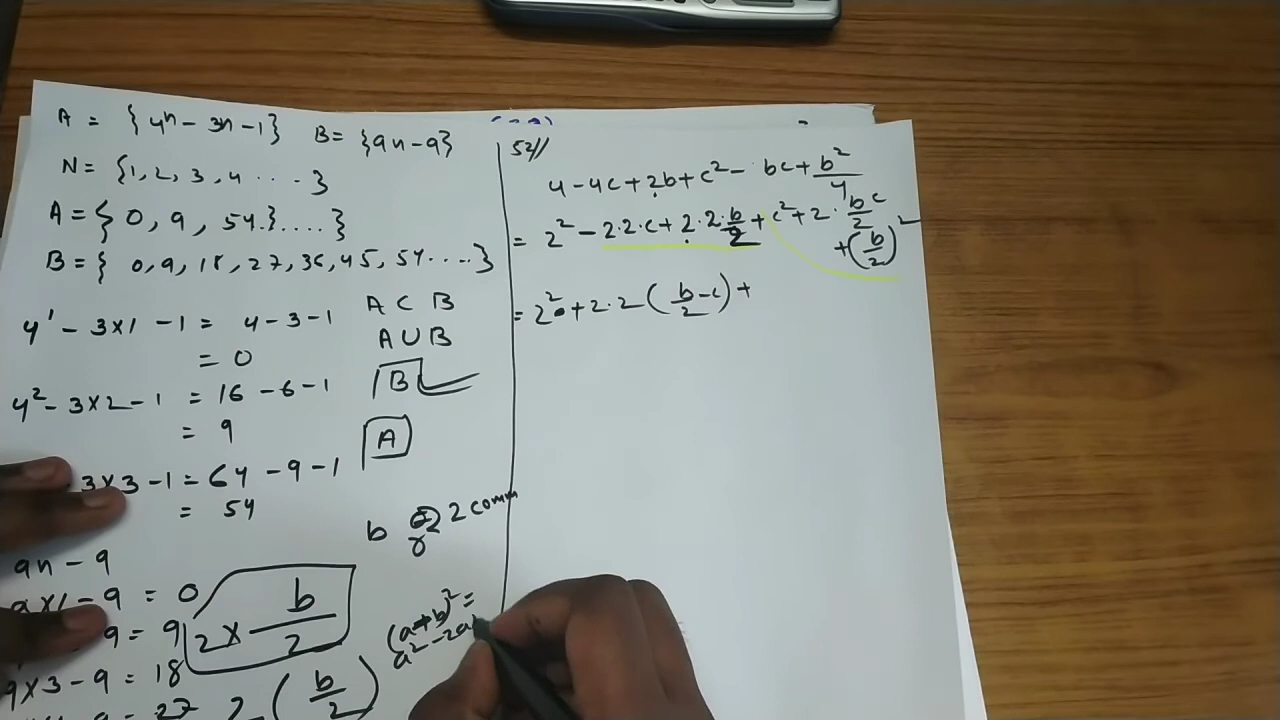 A = {4ⁿ - 3n - 1} B = {9n - 9}
N = {1, 2, 3, 4 ....}
A = { 0, 9, 54.}....}
B = { 0, 9, 18, 27, 36, 45, 54 .....}
4' - 3×1 - 1 = 4 - 3 - 1
= 0
4² - 3×2 - 1 = 16 - 6 - 1
= 9
3×3 - 1 = 64 - 9 - 1
= 54
A ⊂ B
A ∪ B
B
A
9n - 9
9×1 - 9 = 0
9 = 9
9×3 - 9 = 18
= 27
2 × b/2
2 (b/2)
b 2 comm
(a+b)² =
a² - 2a
52//
4 - 4c + 2b + c² - bc + b²/4
= 2² - 2·2·c + 2·2·b/2 + c² + 2·bc/2
+ (b/2)²
= 2² + 2·2 (b/2 - c) +